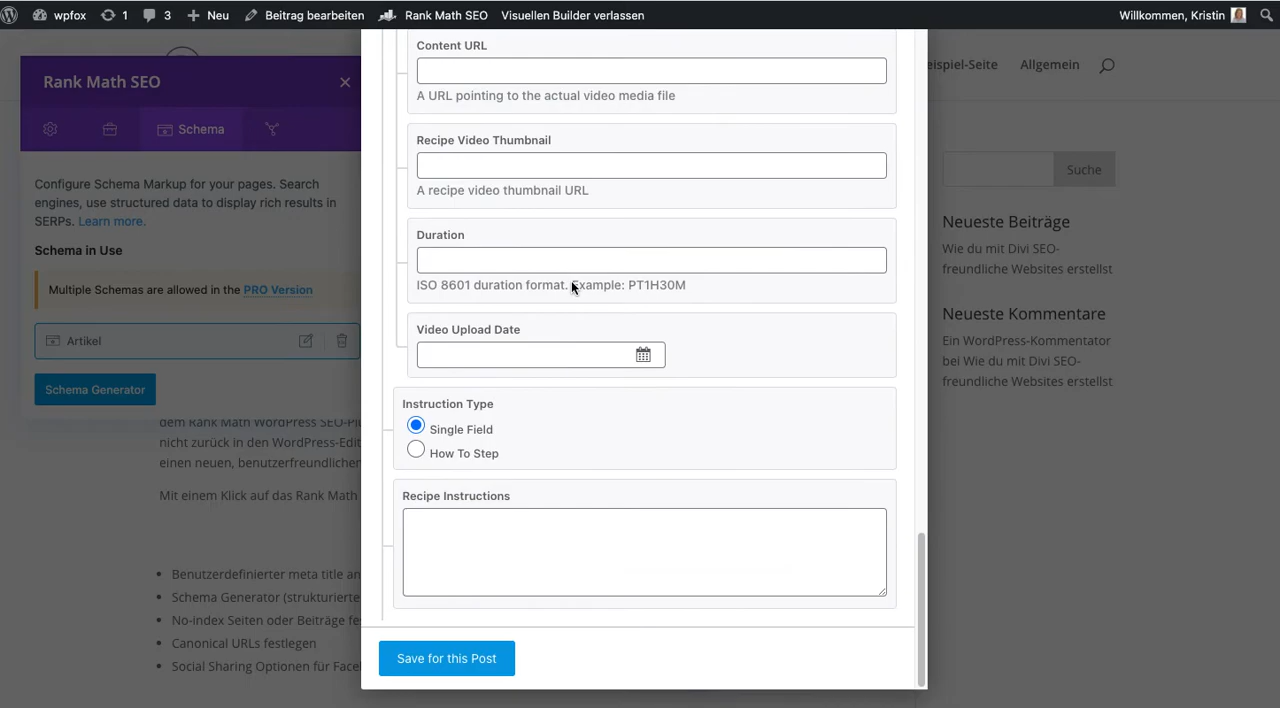 wpfox 1 3 + Neu Beitrag bearbeiten Rank Math SEO Visuellen Builder verlassen Willkommen, Kristin
eispiel-Seite Allgemein
Rank Math SEO
Schema
Configure Schema Markup for your pages. Search
engines, use structured data to display rich results in
SERPs. Learn more.
Schema in Use
Multiple Schemas are allowed in the PRO Version
Artikel
Schema Generator
dem Rank Math WordPress SEO-Pl
nicht zurück in den WordPress-Edit
einen neuen, benutzerfreundlicher
Mit einem Klick auf das Rank Math
• Benutzerdefinierter meta title an
• Schema Generator (strukturierte
• No-index Seiten oder Beiträge fes
• Canonical URLs festlegen
• Social Sharing Optionen für Facel
Content URL
A URL pointing to the actual video media file
Recipe Video Thumbnail
A recipe video thumbnail URL
Duration
ISO 8601 duration format. Example: PT1H30M
Video Upload Date
Instruction Type
Single Field
How To Step
Recipe Instructions
Save for this Post
Suche
Neueste Beiträge
Wie du mit Divi SEO-
freundliche Websites erstellst
Neueste Kommentare
Ein WordPress-Kommentator
bei Wie du mit Divi SEO-
freundliche Websites erstellst